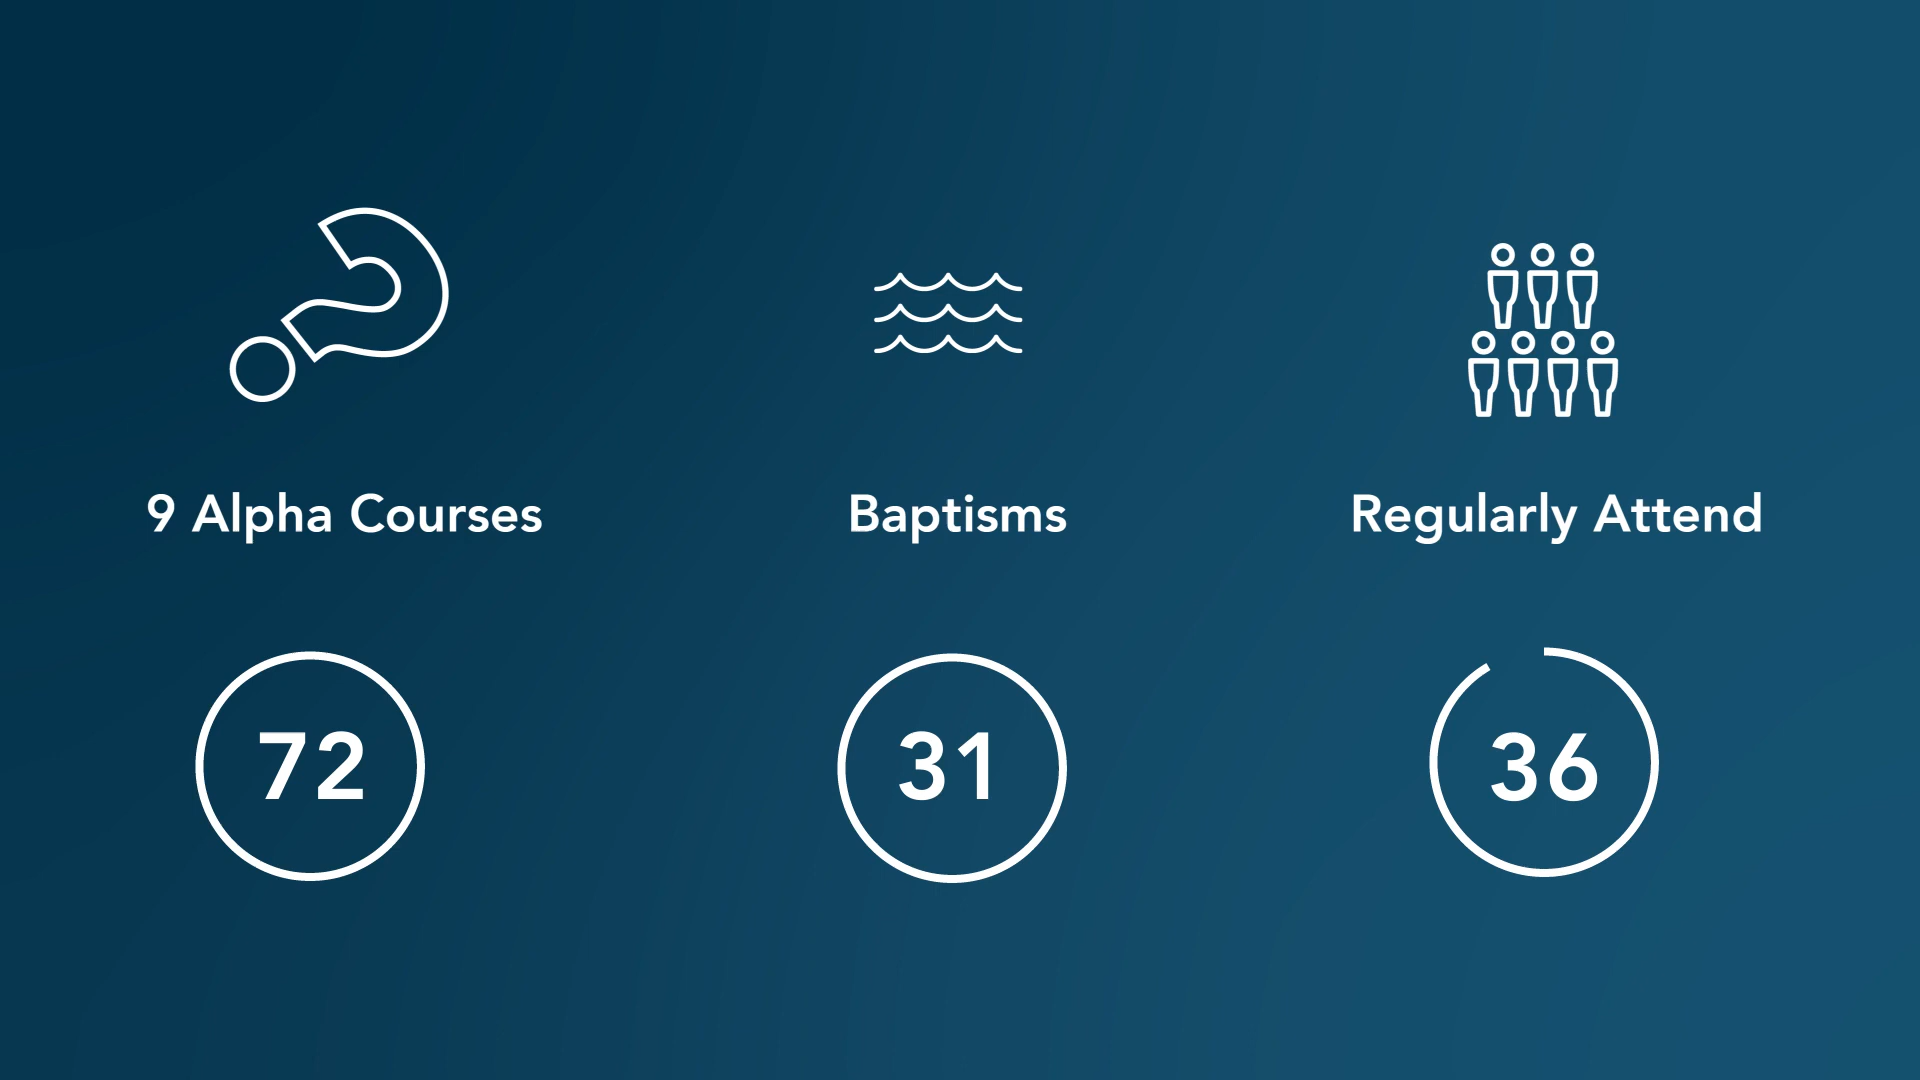 9 Alpha Courses
Baptisms
Regularly Attend
72
31
36